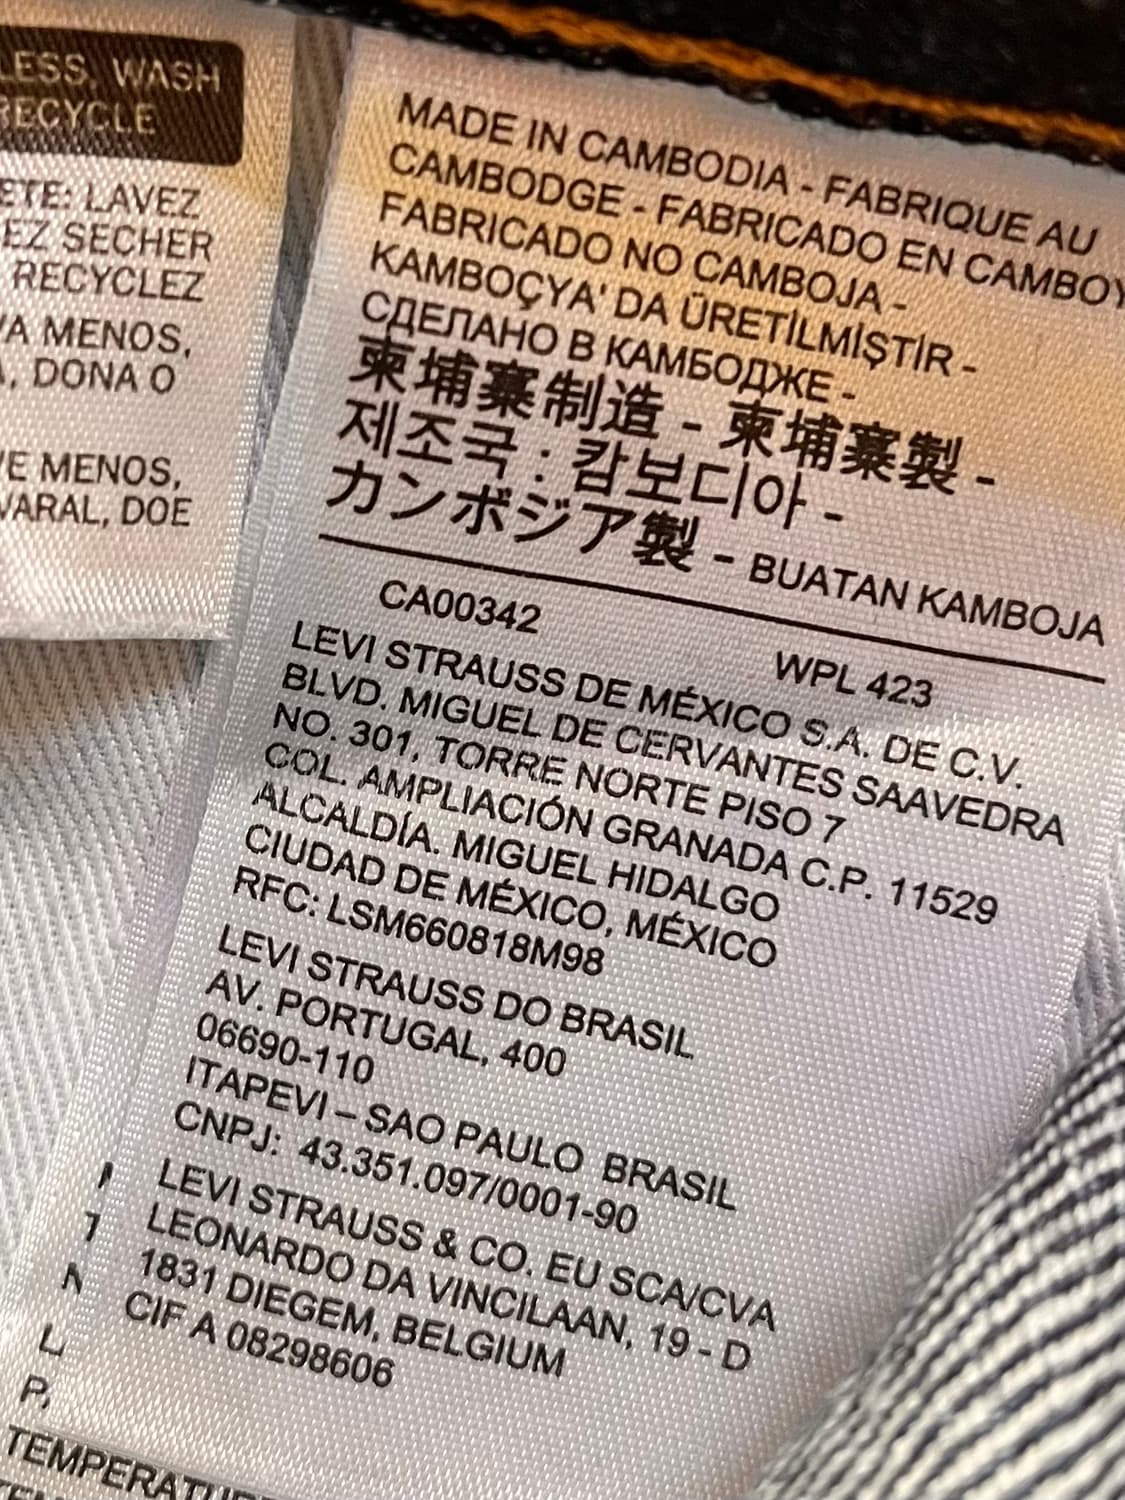 LESS, WASH
RECYCLE
LAVEZ
SECHER
RECYCLEZ
MENOS,
DONA O
MENOS,
VARAL, DOE
MADE IN CAMBODIA - FABRIQUE AU
CAMBODGE - FABRICADO EN CAMBOY
FABRICADO NO CAMBOJA -
KAMBOÇYA' DA ÜRETİLMİŞTİR -
СДЕЛАНО В КАМБОДЖЕ -
柬埔寨制造 - 柬埔寨製 -
제조국 : 캄보디아 -
カンボジア製 - BUATAN KAMBOJA
CA00342
WPL 423
LEVI STRAUSS DE MÉXICO S.A. DE C.V.
BLVD. MIGUEL DE CERVANTES SAAVEDRA
NO. 301, TORRE NORTE PISO 7
COL. AMPLIACIÓN GRANADA C.P. 11529
ALCALDÍA. MIGUEL HIDALGO
CIUDAD DE MÉXICO, MÉXICO
RFC: LSM660818M98
LEVI STRAUSS DO BRASIL
AV. PORTUGAL, 400
06690-110
ITAPEVI – SAO PAULO BRASIL
CNPJ: 43.351.097/0001-90
LEVI STRAUSS & CO. EU SCA/CVA
LEONARDO DA VINCILAAN, 19 - D
1831 DIEGEM, BELGIUM
CIF A 08298606